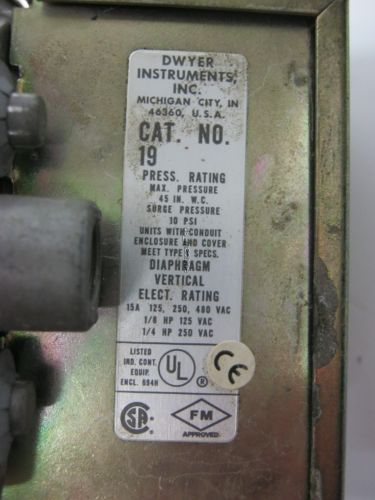 DWYER
INSTRUMENTS,
INC.
MICHIGAN CITY, IN
46360, U.S.A.
CAT. NO.
19
PRESS. RATING
MAX. PRESSURE
45 IN. W.C.
SURGE PRESSURE
10 PSI
UNITS WITH CONDUIT
ENCLOSURE AND COVER
MEET TYPE SPECS.
DIAPHRAGM
VERTICAL
ELECT. RATING
15A 125, 250, 480 VAC
1/8 HP 125 VAC
1/4 HP 250 VAC
LISTED
IND. CONT.
EQUIP.
ENCL. 894H
UL ®
CE
SA
FM
APPROVED